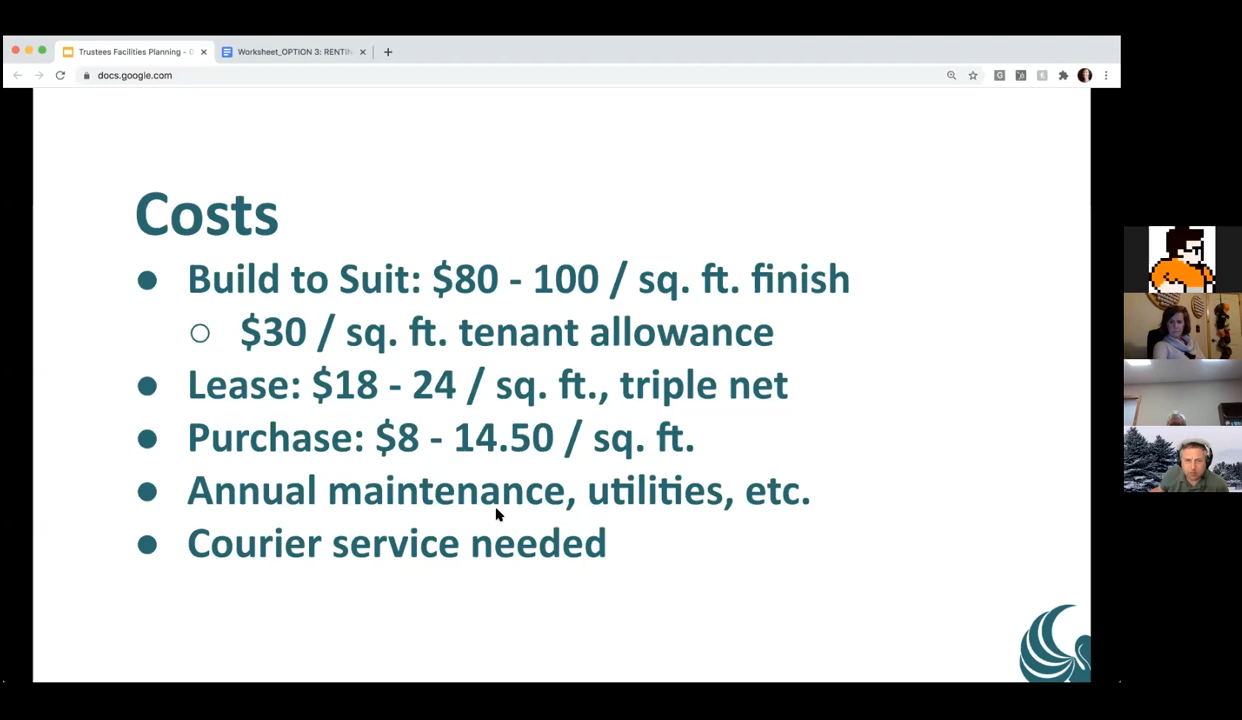 Trustees Facilities Planning - 
Worksheet_OPTION 3: RENTIN
docs.google.com
Costs
● Build to Suit: $80 - 100 / sq. ft. finish
○ $30 / sq. ft. tenant allowance
● Lease: $18 - 24 / sq. ft., triple net
● Purchase: $8 - 14.50 / sq. ft.
● Annual maintenance, utilities, etc.
● Courier service needed